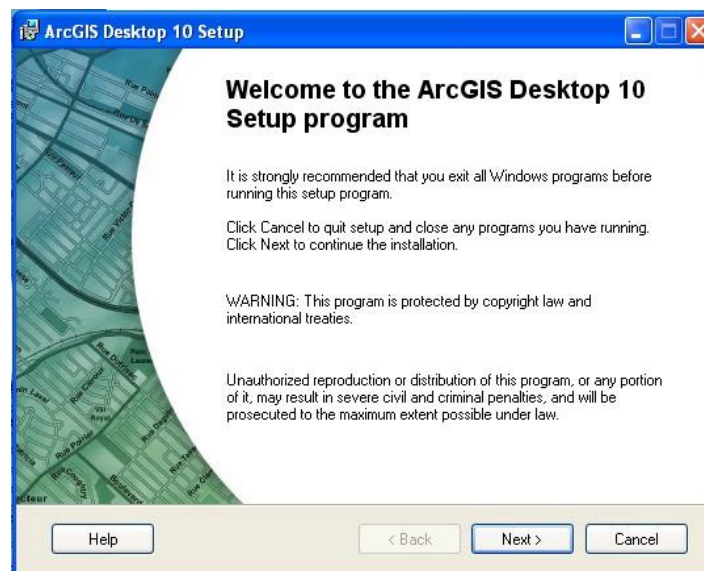 ArcGIS Desktop 10 Setup
Welcome to the ArcGIS Desktop 10
Setup program
It is strongly recommended that you exit all Windows programs before
running this setup program.
Click Cancel to quit setup and close any programs you have running.
Click Next to continue the installation.
WARNING: This program is protected by copyright law and
international treaties.
Unauthorized reproduction or distribution of this program, or any portion
of it, may result in severe civil and criminal penalties, and will be
prosecuted to the maximum extent possible under law.
Rue Poirier
Help
< Back
Next >
Cancel